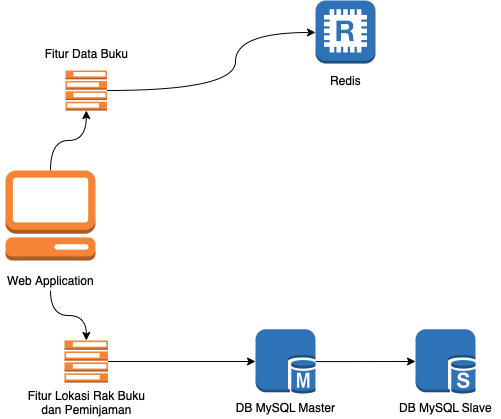 Fitur Data Buku
R
Redis
Web Application
Fitur Lokasi Rak Buku
dan Peminjaman
M
DB MySQL Master
S
DB MySQL Slave